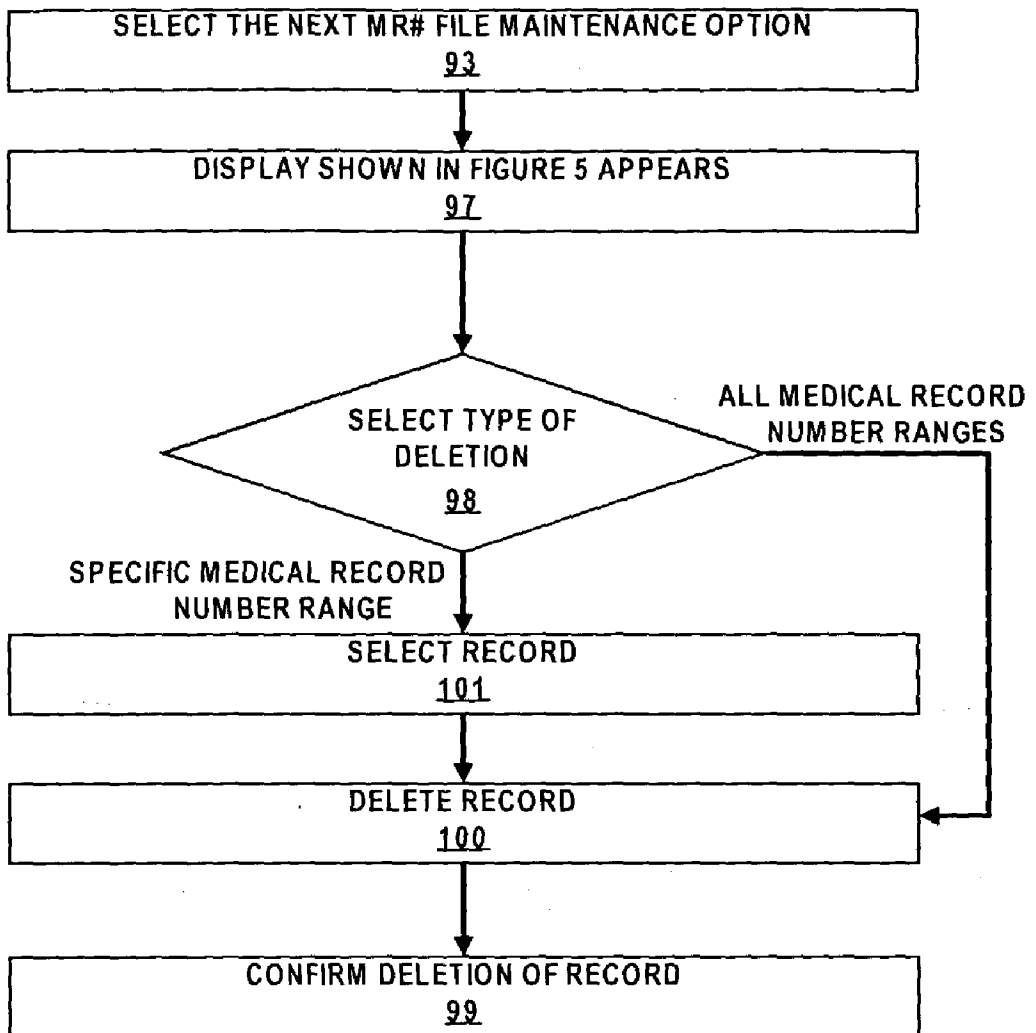 SELECT THE NEXT MR# FILE MAINTENANCE OPTION
93
DISPLAY SHOWN IN FIGURE 5 APPEARS
97
SELECT TYPE OF
DELETION
98
ALL MEDICAL RECORD
NUMBER RANGES
SPECIFIC MEDICAL RECORD
NUMBER RANGE
SELECT RECORD
101
DELETE RECORD
100
CONFIRM DELETION OF RECORD
99